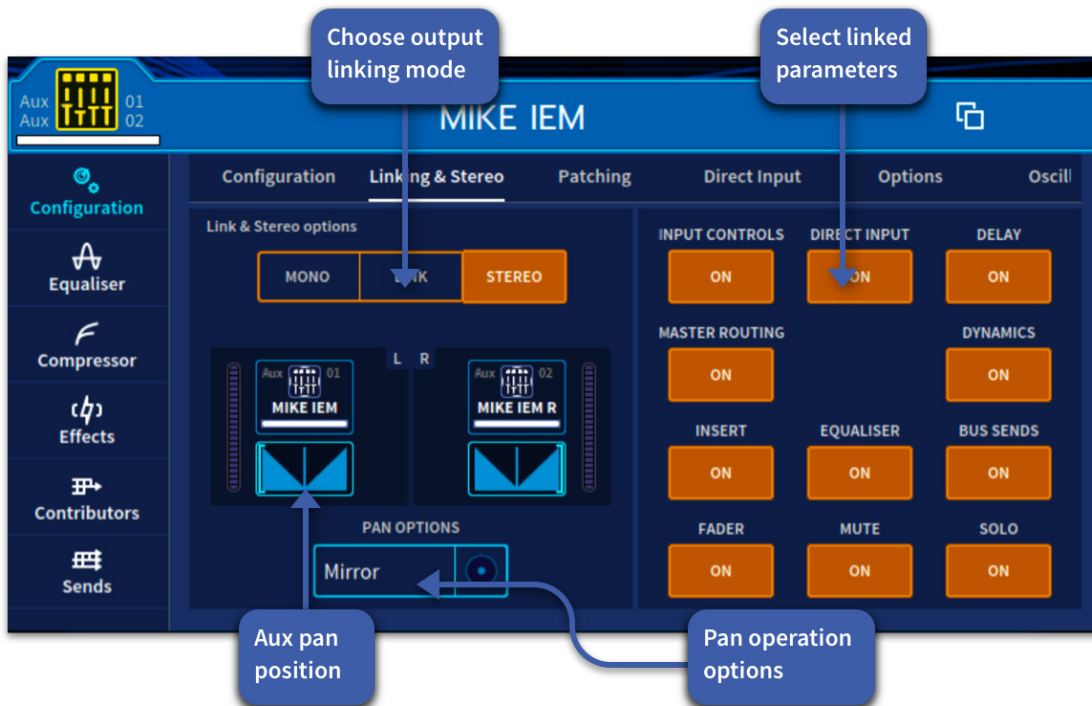 Choose output
linking mode
Select linked
parameters
Aux 01
Aux 02
MIKE IEM
Configuration
Equaliser
Compressor
Effects
Contributors
Sends
Configuration Linking & Stereo Patching Direct Input Options Oscill
Link & Stereo options
MONO LINK STEREO
L R
Aux 01
MIKE IEM
Aux 02
MIKE IEM R
PAN OPTIONS
Mirror
INPUT CONTROLS DIRECT INPUT DELAY
ON ON ON
MASTER ROUTING DYNAMICS
ON ON
INSERT EQUALISER BUS SENDS
ON ON ON
FADER MUTE SOLO
ON ON ON
Aux pan
position
Pan operation
options